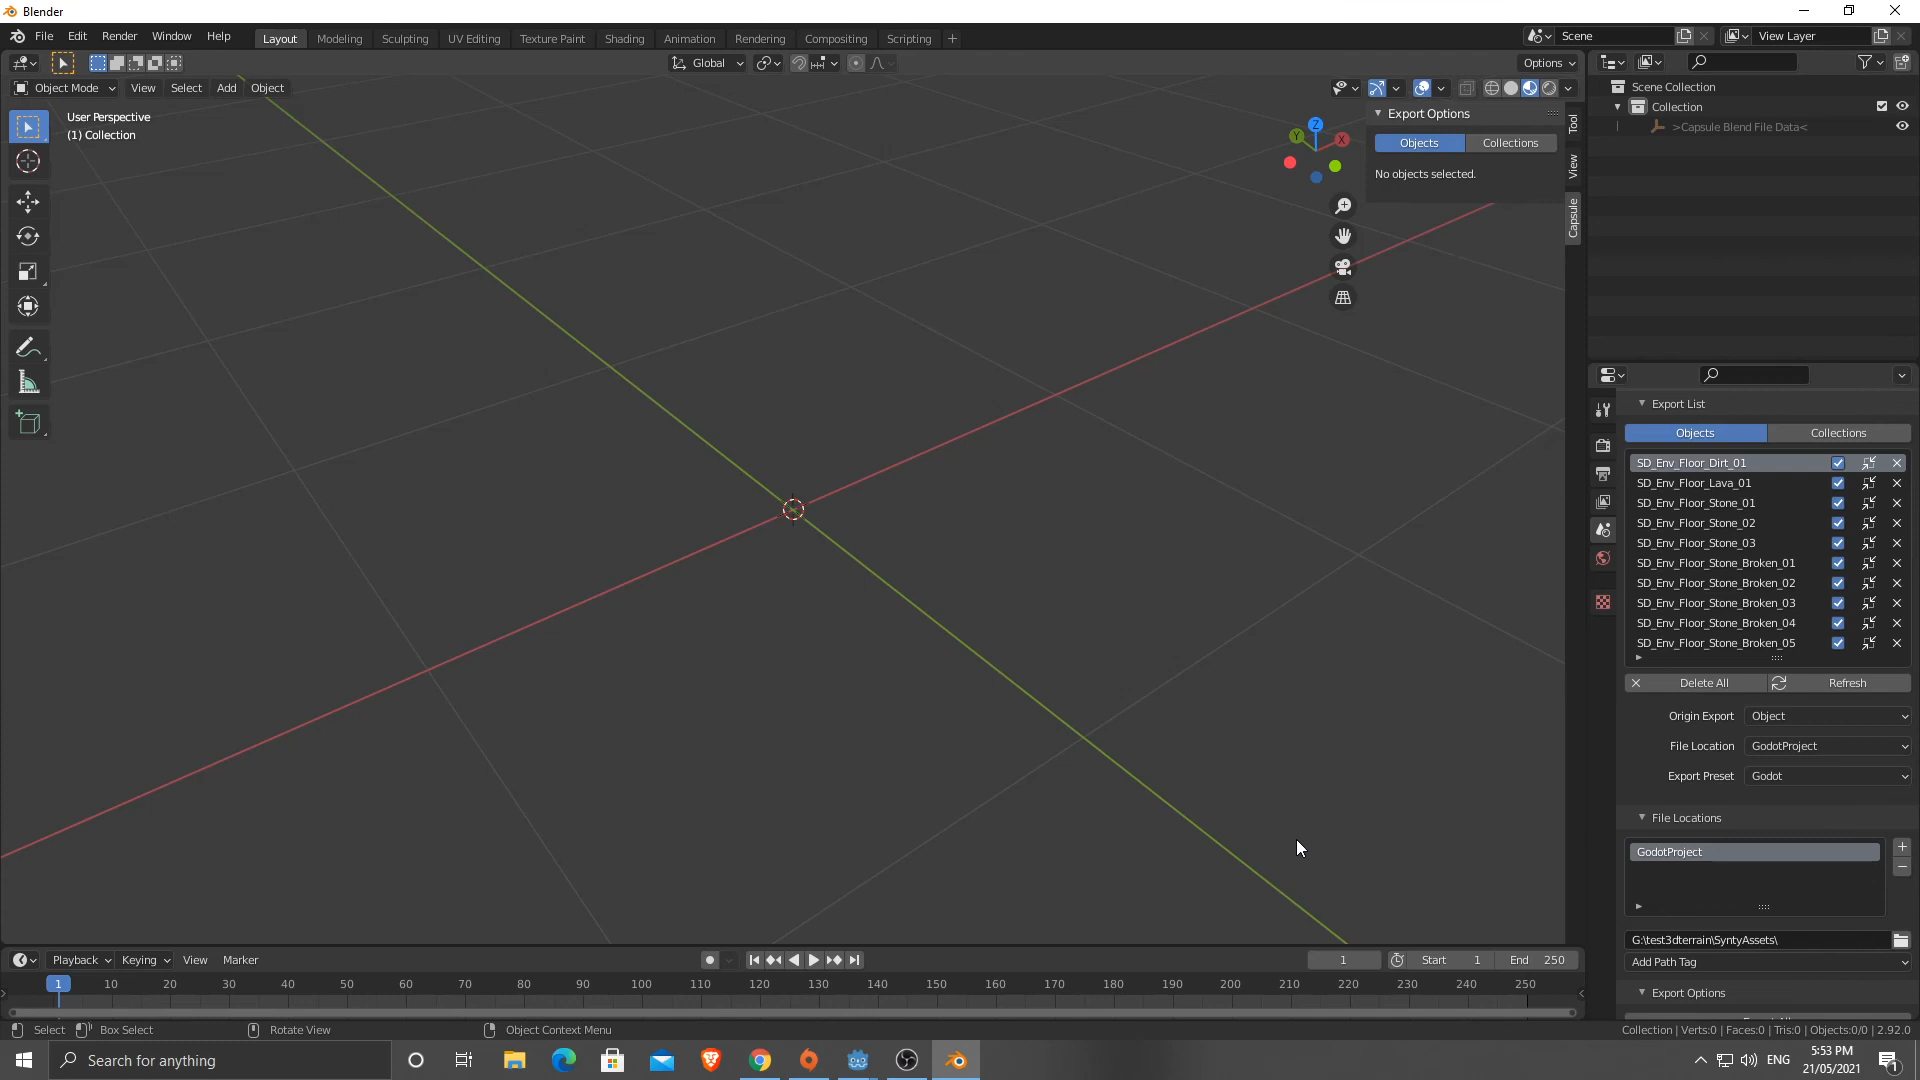 Blender
File Edit Render Window Help Layout Modeling Sculpting UV Editing Texture Paint Shading Animation Rendering Compositing Scripting + Scene View Layer
Global Options
Object Mode View Select Add Object
User Perspective
(1) Collection
Z
Y
X
Export Options
Objects Collections
No objects selected.
Tool
View
Capsule
Scene Collection
Collection
>Capsule Blend File Data<
Export List
Objects Collections
SD_Env_Floor_Dirt_01
SD_Env_Floor_Lava_01
SD_Env_Floor_Stone_01
SD_Env_Floor_Stone_02
SD_Env_Floor_Stone_03
SD_Env_Floor_Stone_Broken_01
SD_Env_Floor_Stone_Broken_02
SD_Env_Floor_Stone_Broken_03
SD_Env_Floor_Stone_Broken_04
SD_Env_Floor_Stone_Broken_05
Delete All Refresh
Origin Export Object
File Location GodotProject
Export Preset Godot
File Locations
GodotProject
G:\test3dterrain\SyntyAssets\
Add Path Tag
Export Options
Playback Keying View Marker 1 Start 1 End 250
1 10 20 30 40 50 60 70 80 90 100 110 120 130 140 150 160 170 180 190 200 210 220 230 240 250
Select Box Select Rotate View Object Context Menu Collection | Verts:0 | Faces:0 | Tris:0 | Objects:0/0 | 2.92.0
Search for anything ENG 5:53 PM
21/05/2021
1